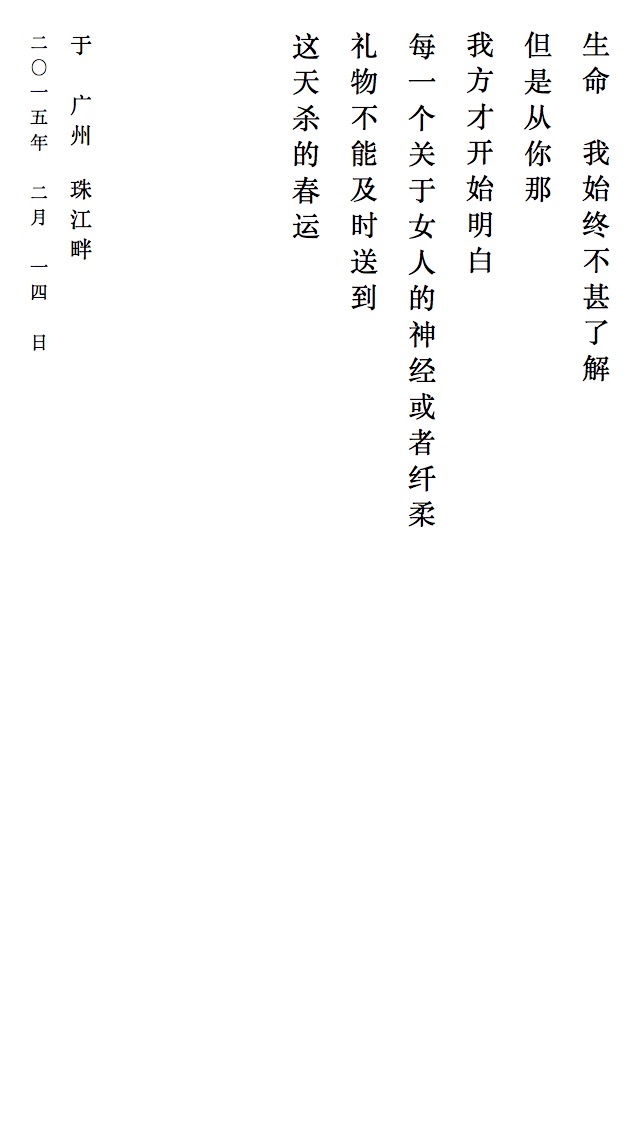 生命 我始终不甚了解
但是从你那
我方才开始明白
每一个关于女人的神经或者纤柔
礼物不能及时送到
这天杀的春运
于 广州 珠江畔
二〇一五年 二月 一四 日